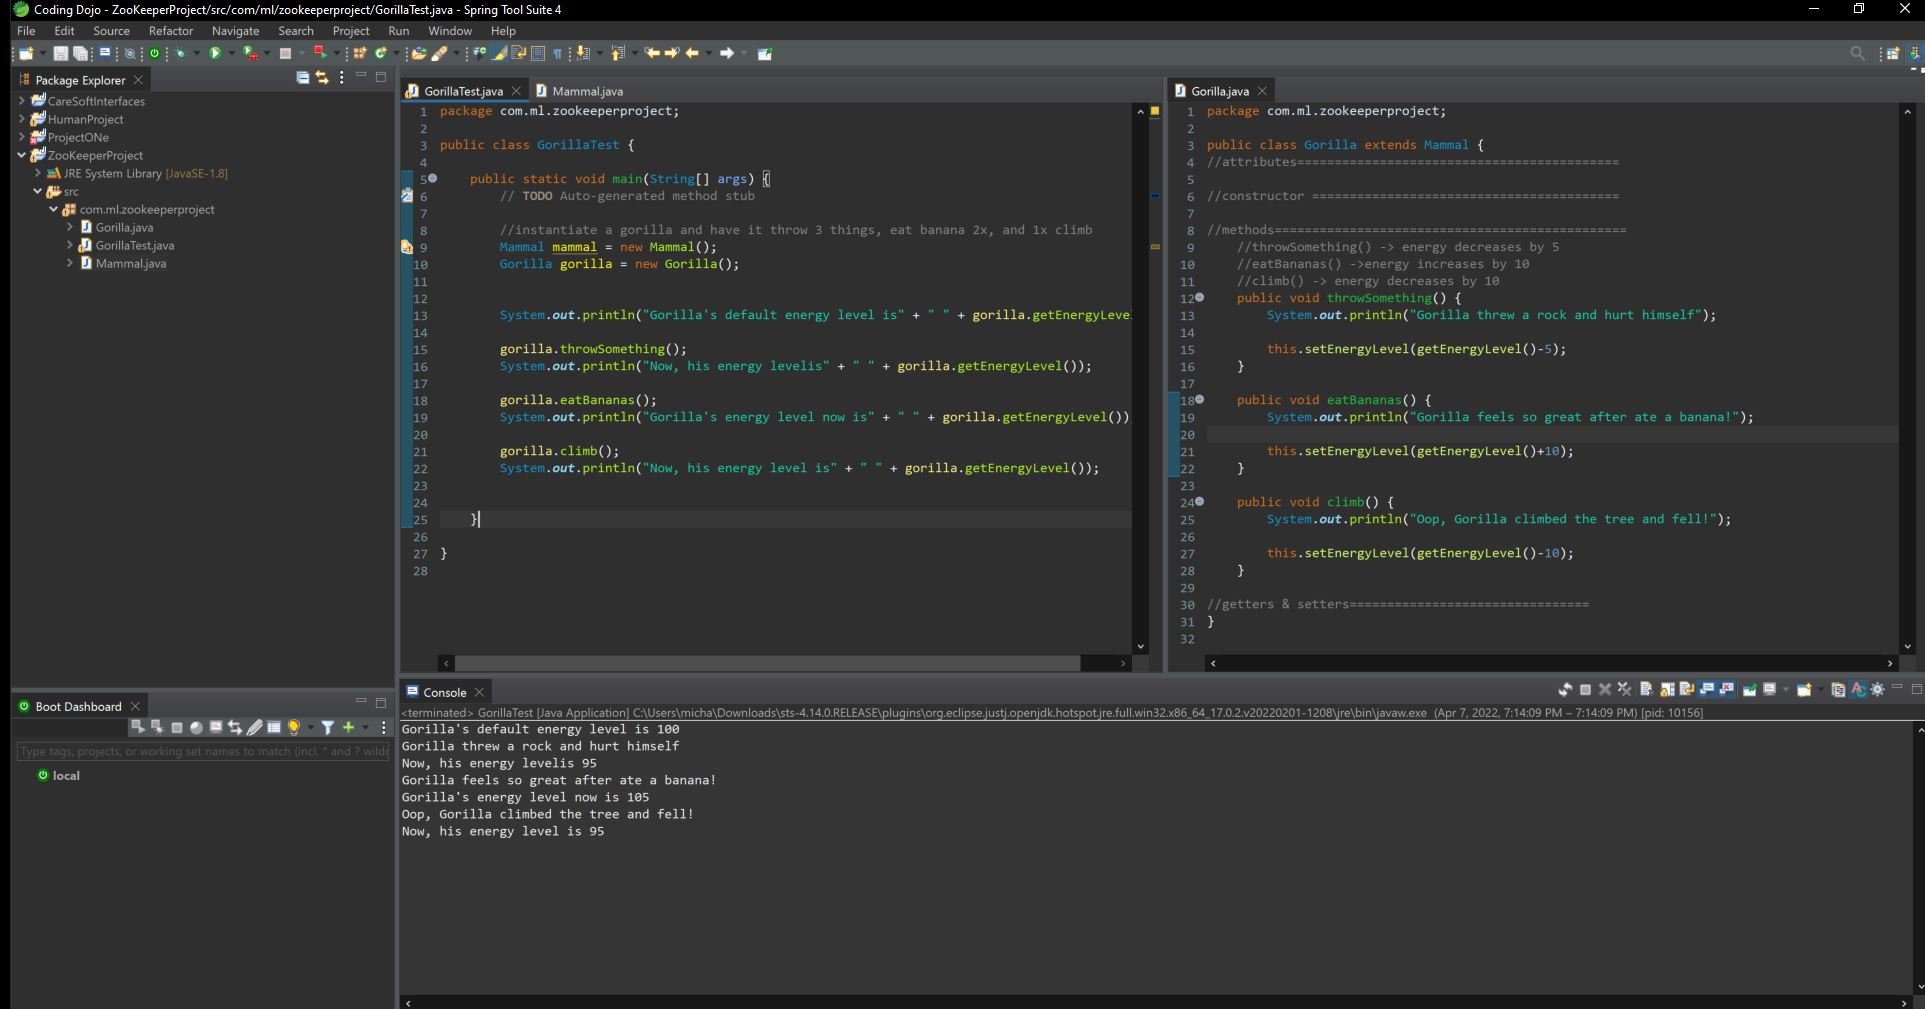 Coding Dojo - ZooKeeperProject/src/com/ml/zookeeperproject/GorillaTest.java - Spring Tool Suite 4
File Edit Source Refactor Navigate Search Project Run Window Help
Package Explorer
CareSoftInterfaces
HumanProject
ProjectONe
ZooKeeperProject
JRE System Library [JavaSE-1.8]
src
com.ml.zookeeperproject
Gorilla.java
GorillaTest.java
Mammal.java
GorillaTest.java Mammal.java
1 package com.ml.zookeeperproject;
2
3 public class GorillaTest {
4
5 public static void main(String[] args) {
6 // TODO Auto-generated method stub
7
8 //instantiate a gorilla and have it throw 3 things, eat banana 2x, and 1x climb
9 Mammal mammal = new Mammal();
10 Gorilla gorilla = new Gorilla();
11
12
13 System.out.println("Gorilla's default energy level is" + " " + gorilla.getEnergyLeve
14
15 gorilla.throwSomething();
16 System.out.println("Now, his energy levelis" + " " + gorilla.getEnergyLevel());
17
18 gorilla.eatBananas();
19 System.out.println("Gorilla's energy level now is" + " " + gorilla.getEnergyLevel())
20
21 gorilla.climb();
22 System.out.println("Now, his energy level is" + " " + gorilla.getEnergyLevel());
23
24
25 }
26
27 }
28
Gorilla.java
1 package com.ml.zookeeperproject;
2
3 public class Gorilla extends Mammal {
4 //attributes===========================================
5
6 //constructor =========================================
7
8 //methods===============================================
9 //throwSomething() -> energy decreases by 5
10 //eatBananas() ->energy increases by 10
11 //climb() -> energy decreases by 10
12 public void throwSomething() {
13 System.out.println("Gorilla threw a rock and hurt himself");
14
15 this.setEnergyLevel(getEnergyLevel()-5);
16 }
17
18 public void eatBananas() {
19 System.out.println("Gorilla feels so great after ate a banana!");
20
21 this.setEnergyLevel(getEnergyLevel()+10);
22 }
23
24 public void climb() {
25 System.out.println("Oop, Gorilla climbed the tree and fell!");
26
27 this.setEnergyLevel(getEnergyLevel()-10);
28 }
29
30 //getters & setters================================
31 }
32
Boot Dashboard
Type tags, projects, or working set names to match (incl. * and ? wildc
local
Console
<terminated> GorillaTest [Java Application] C:\Users\micha\Downloads\sts-4.14.0.RELEASE\plugins\org.eclipse.justj.openjdk.hotspot.jre.full.win32.x86_64_17.0.2.v20220201-1208\jre\bin\javaw.exe (Apr 7, 2022, 7:14:09 PM – 7:14:09 PM) [pid: 10156]
Gorilla's default energy level is 100
Gorilla threw a rock and hurt himself
Now, his energy levelis 95
Gorilla feels so great after ate a banana!
Gorilla's energy level now is 105
Oop, Gorilla climbed the tree and fell!
Now, his energy level is 95